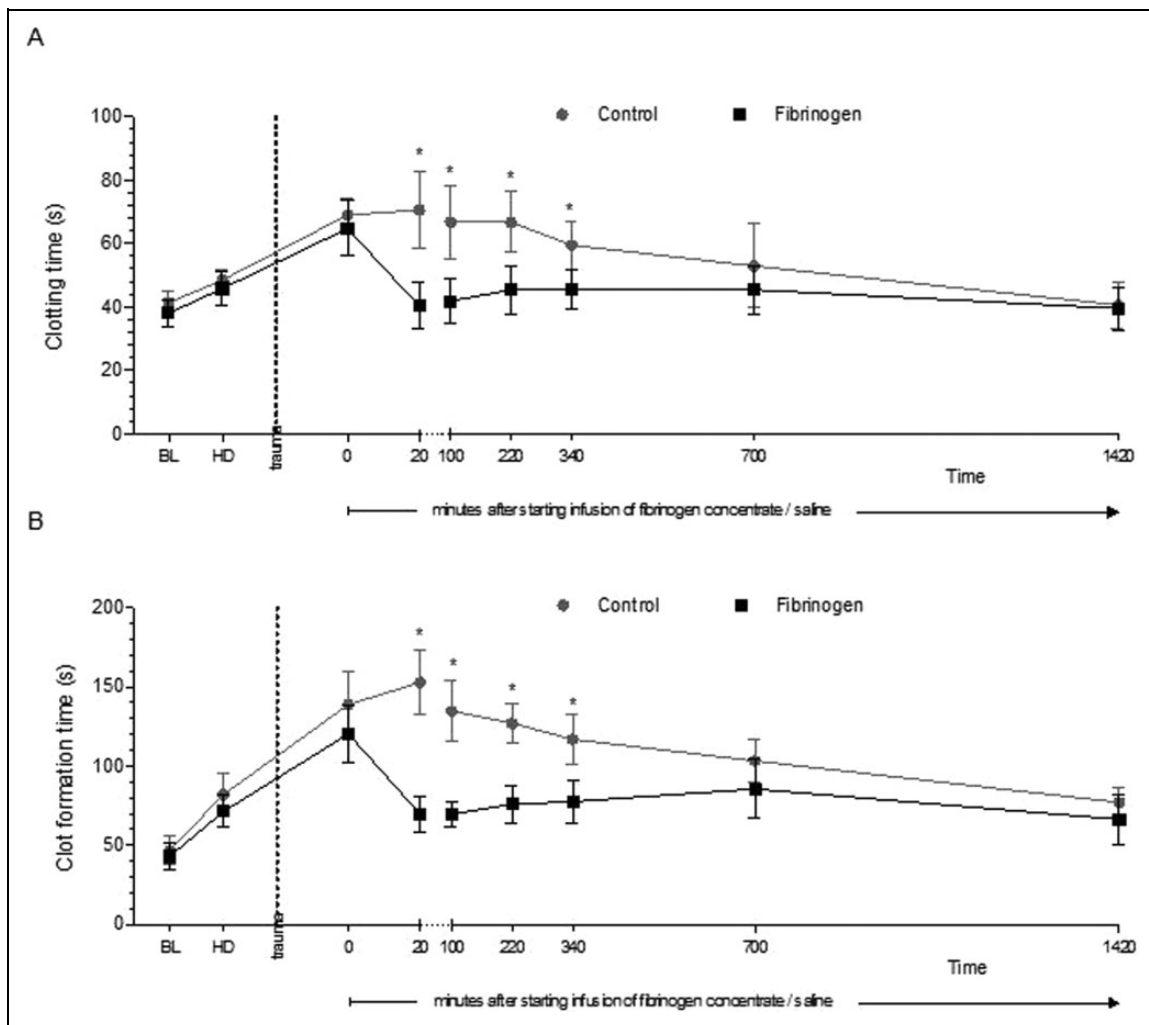 A
Control Fibrinogen
100
80
60
40
20
0
Clotting time (s)
* * * *
BL HD trauma 0 20 100 220 340 700 1420
Time
minutes after starting infusion of fibrinogen concentrate / saline
B
Control Fibrinogen
200
150
100
50
0
Clot formation time (s)
* * * *
BL HD trauma 0 20 100 220 340 700 1420
Time
minutes after starting infusion of fibrinogen concentrate / saline